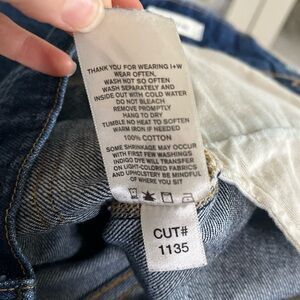 THANK YOU FOR WEARING I+W
WEAR OFTEN,
WASH NOT SO OFTEN
WASH SEPARATELY AND
INSIDE OUT WITH COLD WATER
DO NOT BLEACH
REMOVE PROMPTLY
HANG TO DRY
TUMBLE NO HEAT TO SOFTEN
WARM IRON IF NEEDED
100% COTTON
SOME SHRINKAGE MAY OCCUR
WITH FIRST FEW WASHINGS
INDIGO DYE WILL TRANSFER
ON LIGHT-COLORED FABRICS
AND UPHOLSTERY BE MINDFUL
OF WHERE YOU SIT
CUT#
1135